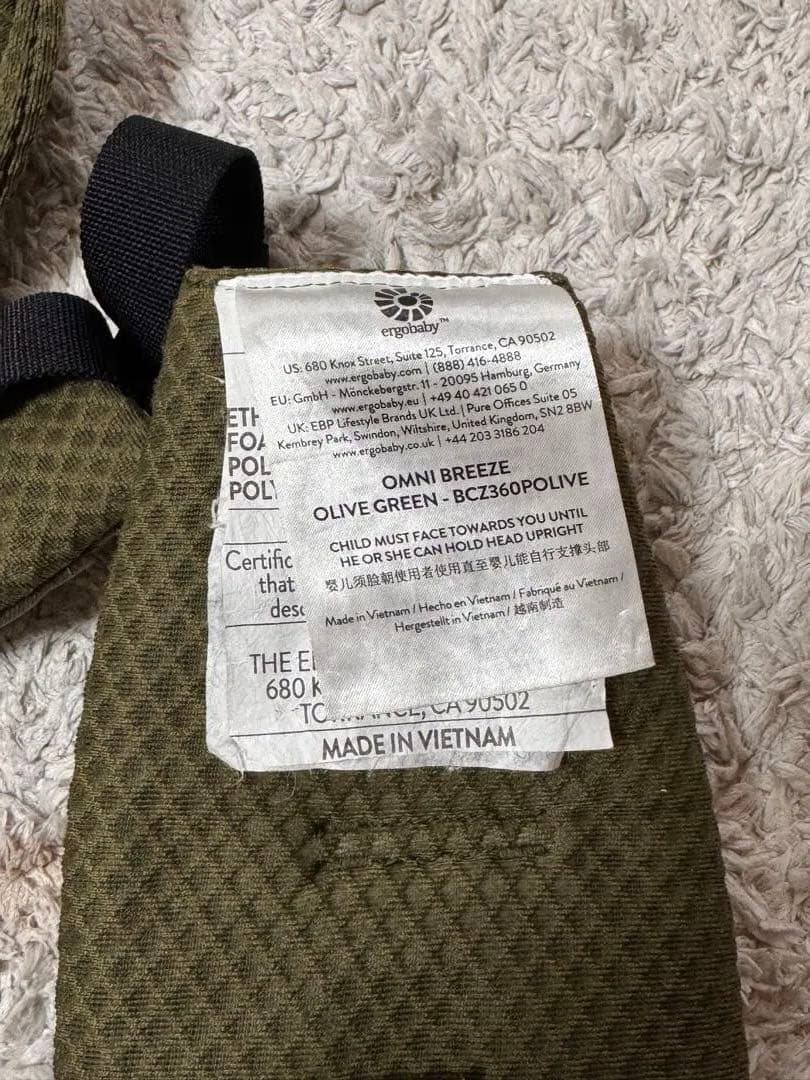 ergobaby™
US: 680 Knox Street, Suite 125, Torrance, CA 90502
www.ergobaby.com | (888) 416-4888
EU: GmbH - Mönckebergstr. 11 - 20095 Hamburg, Germany
www.ergobaby.eu | +49 40 421 065 0
UK: EBP Lifestyle Brands UK Ltd. | Pure Offices Suite 05
Kembrey Park, Swindon, Wiltshire, United Kingdom, SN2 8BW
www.ergobaby.co.uk | +44 203 3186 204
OMNI BREEZE
OLIVE GREEN - BCZ360POLIVE
CHILD MUST FACE TOWARDS YOU UNTIL
HE OR SHE CAN HOLD HEAD UPRIGHT
婴儿须脸朝使用者使用直至婴儿能自行支撑头部
Made in Vietnam / Hecho en Vietnam / Fabriqué au Vietnam /
Hergestellt in Vietnam / 越南制造
POL
that
THE
680
CA 90502
MADE IN VIETNAM